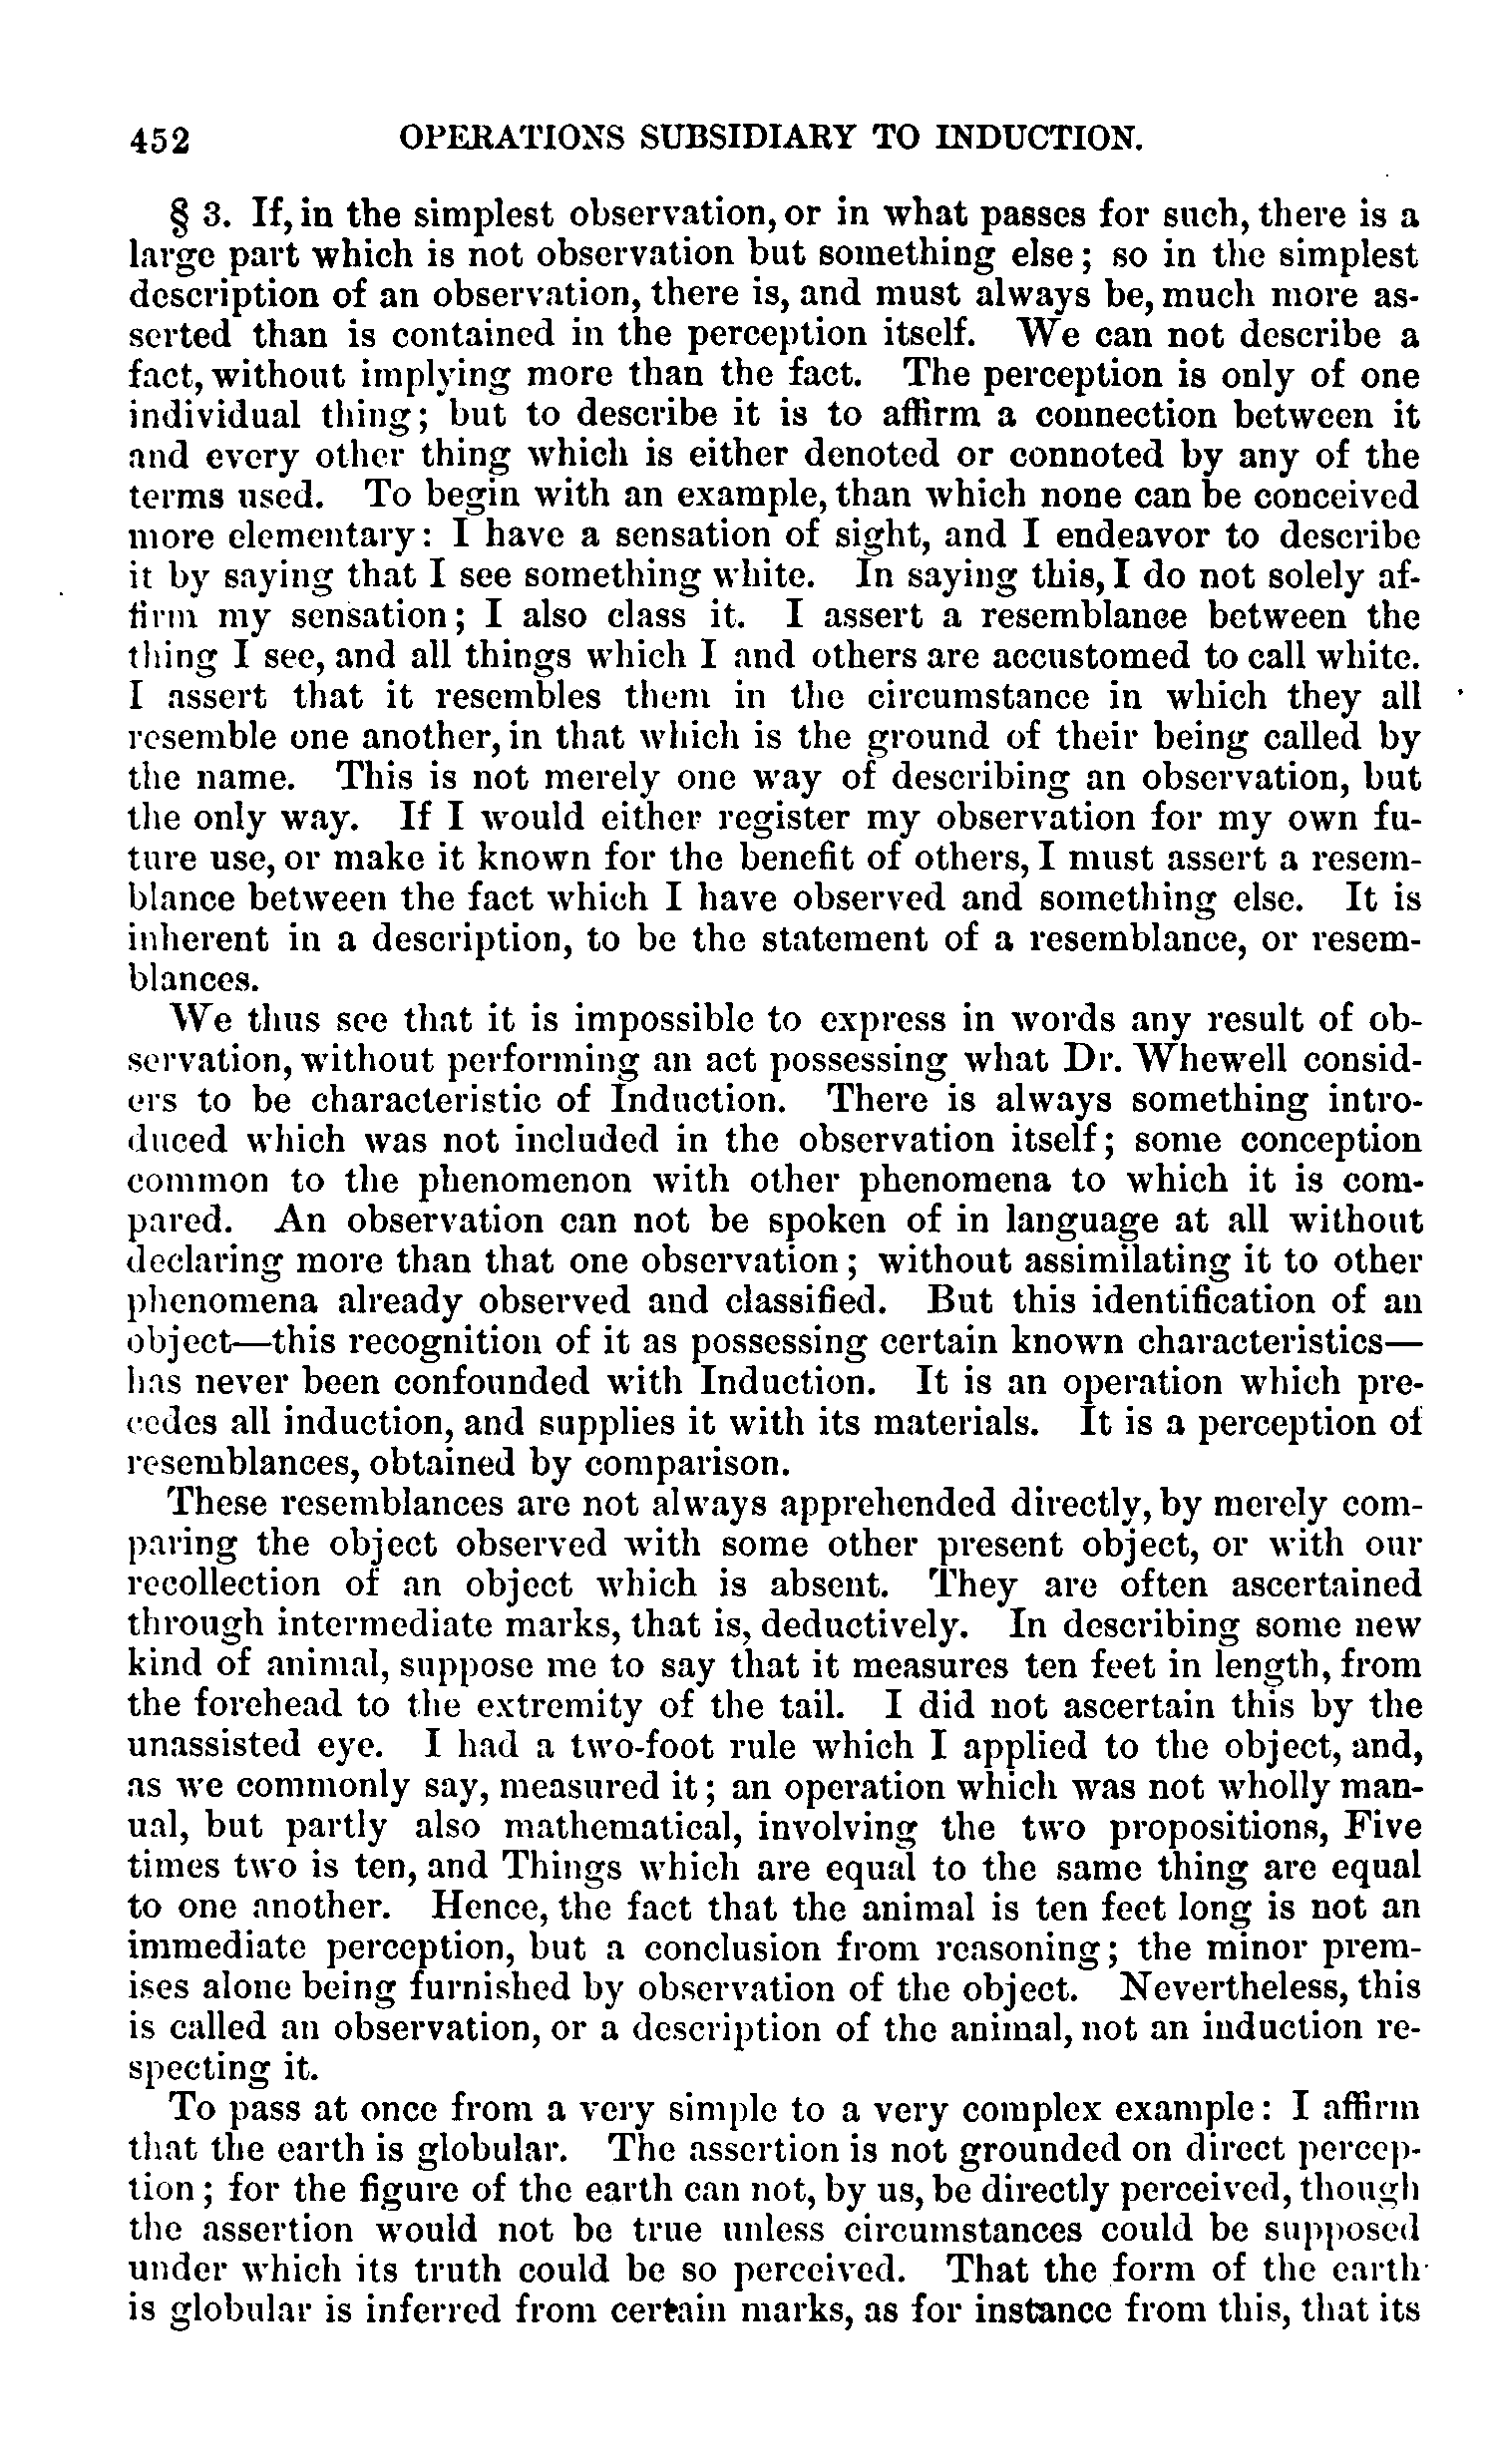 452 OPERATIONS SUBSIDIARY TO INDUCTION.
§ 3. If, in the simplest observation, or in what passes for such, there is a
large part which is not observation but something else; so in the simplest
description of an observation, there is, and must always be, much more as-
serted than is contained in the perception itself. We can not describe a
fact, without implying more than the fact. The perception is only of one
individual thing; but to describe it is to affirm a connection between it
and every other thing which is either denoted or connoted by any of the
terms used. To begin with an example, than which none can be conceived
more elementary: I have a sensation of sight, and I endeavor to describe
it by saying that I see something white. In saying this, I do not solely af-
firm my sensation; I also class it. I assert a resemblance between the
thing I see, and all things which I and others are accustomed to call white.
I assert that it resembles them in the circumstance in which they all
resemble one another, in that which is the ground of their being called by
the name. This is not merely one way of describing an observation, but
the only way. If I would either register my observation for my own fu-
ture use, or make it known for the benefit of others, I must assert a resem-
blance between the fact which I have observed and something else. It is
inherent in a description, to be the statement of a resemblance, or resem-
blances.
We thus see that it is impossible to express in words any result of ob-
servation, without performing an act possessing what Dr. Whewell consid-
ers to be characteristic of Induction. There is always something intro-
duced which was not included in the observation itself; some conception
common to the phenomenon with other phenomena to which it is com-
pared. An observation can not be spoken of in language at all without
declaring more than that one observation; without assimilating it to other
phenomena already observed and classified. But this identification of an
object—this recognition of it as possessing certain known characteristics—
has never been confounded with Induction. It is an operation which pre-
cedes all induction, and supplies it with its materials. It is a perception of
resemblances, obtained by comparison.
These resemblances are not always apprehended directly, by merely com-
paring the object observed with some other present object, or with our
recollection of an object which is absent. They are often ascertained
through intermediate marks, that is, deductively. In describing some new
kind of animal, suppose me to say that it measures ten feet in length, from
the forehead to the extremity of the tail. I did not ascertain this by the
unassisted eye. I had a two-foot rule which I applied to the object, and,
as we commonly say, measured it; an operation which was not wholly man-
ual, but partly also mathematical, involving the two propositions, Five
times two is ten, and Things which are equal to the same thing are equal
to one another. Hence, the fact that the animal is ten feet long is not an
immediate perception, but a conclusion from reasoning; the minor prem-
ises alone being furnished by observation of the object. Nevertheless, this
is called an observation, or a description of the animal, not an induction re-
specting it.
To pass at once from a very simple to a very complex example: I affirm
that the earth is globular. The assertion is not grounded on direct percep-
tion; for the figure of the earth can not, by us, be directly perceived, though
the assertion would not be true unless circumstances could be supposed
under which its truth could be so perceived. That the form of the earth
is globular is inferred from certain marks, as for instance from this, that its